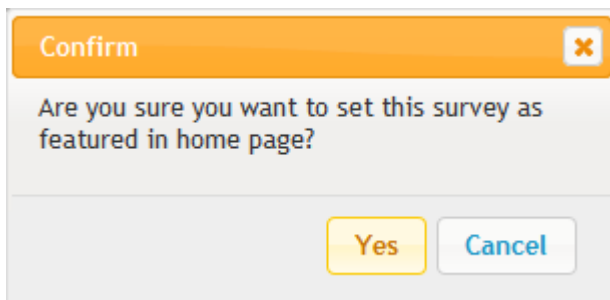 Confirm
Are you sure you want to set this survey as
featured in home page?
Yes
Cancel